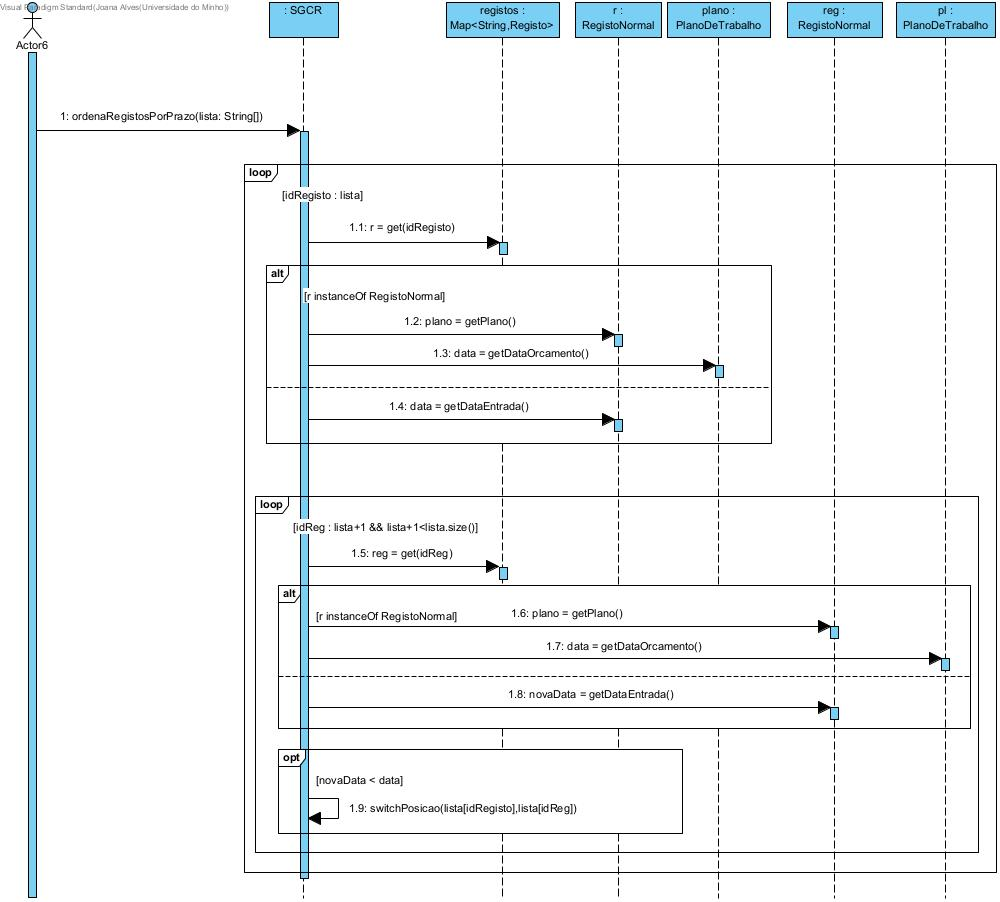 Visual Paradigm Standard(Joana Alves(Universidade do Minho))
Actor6
: SGCR
registos :
Map<String,Registo>
r :
RegistoNormal
plano :
PlanoDeTrabalho
reg :
RegistoNormal
pl :
PlanoDeTrabalho
1: ordenaRegistosPorPrazo(lista: String[])
loop
[idRegisto : lista]
1.1: r = get(idRegisto)
alt
[r instanceOf RegistoNormal]
1.2: plano = getPlano()
1.3: data = getDataOrcamento()
1.4: data = getDataEntrada()
loop
[idReg : lista+1 && lista+1<lista.size()]
1.5: reg = get(idReg)
alt
[r instanceOf RegistoNormal]
1.6: plano = getPlano()
1.7: data = getDataOrcamento()
1.8: novaData = getDataEntrada()
opt
[novaData < data]
1.9: switchPosicao(lista[idRegisto],lista[idReg])